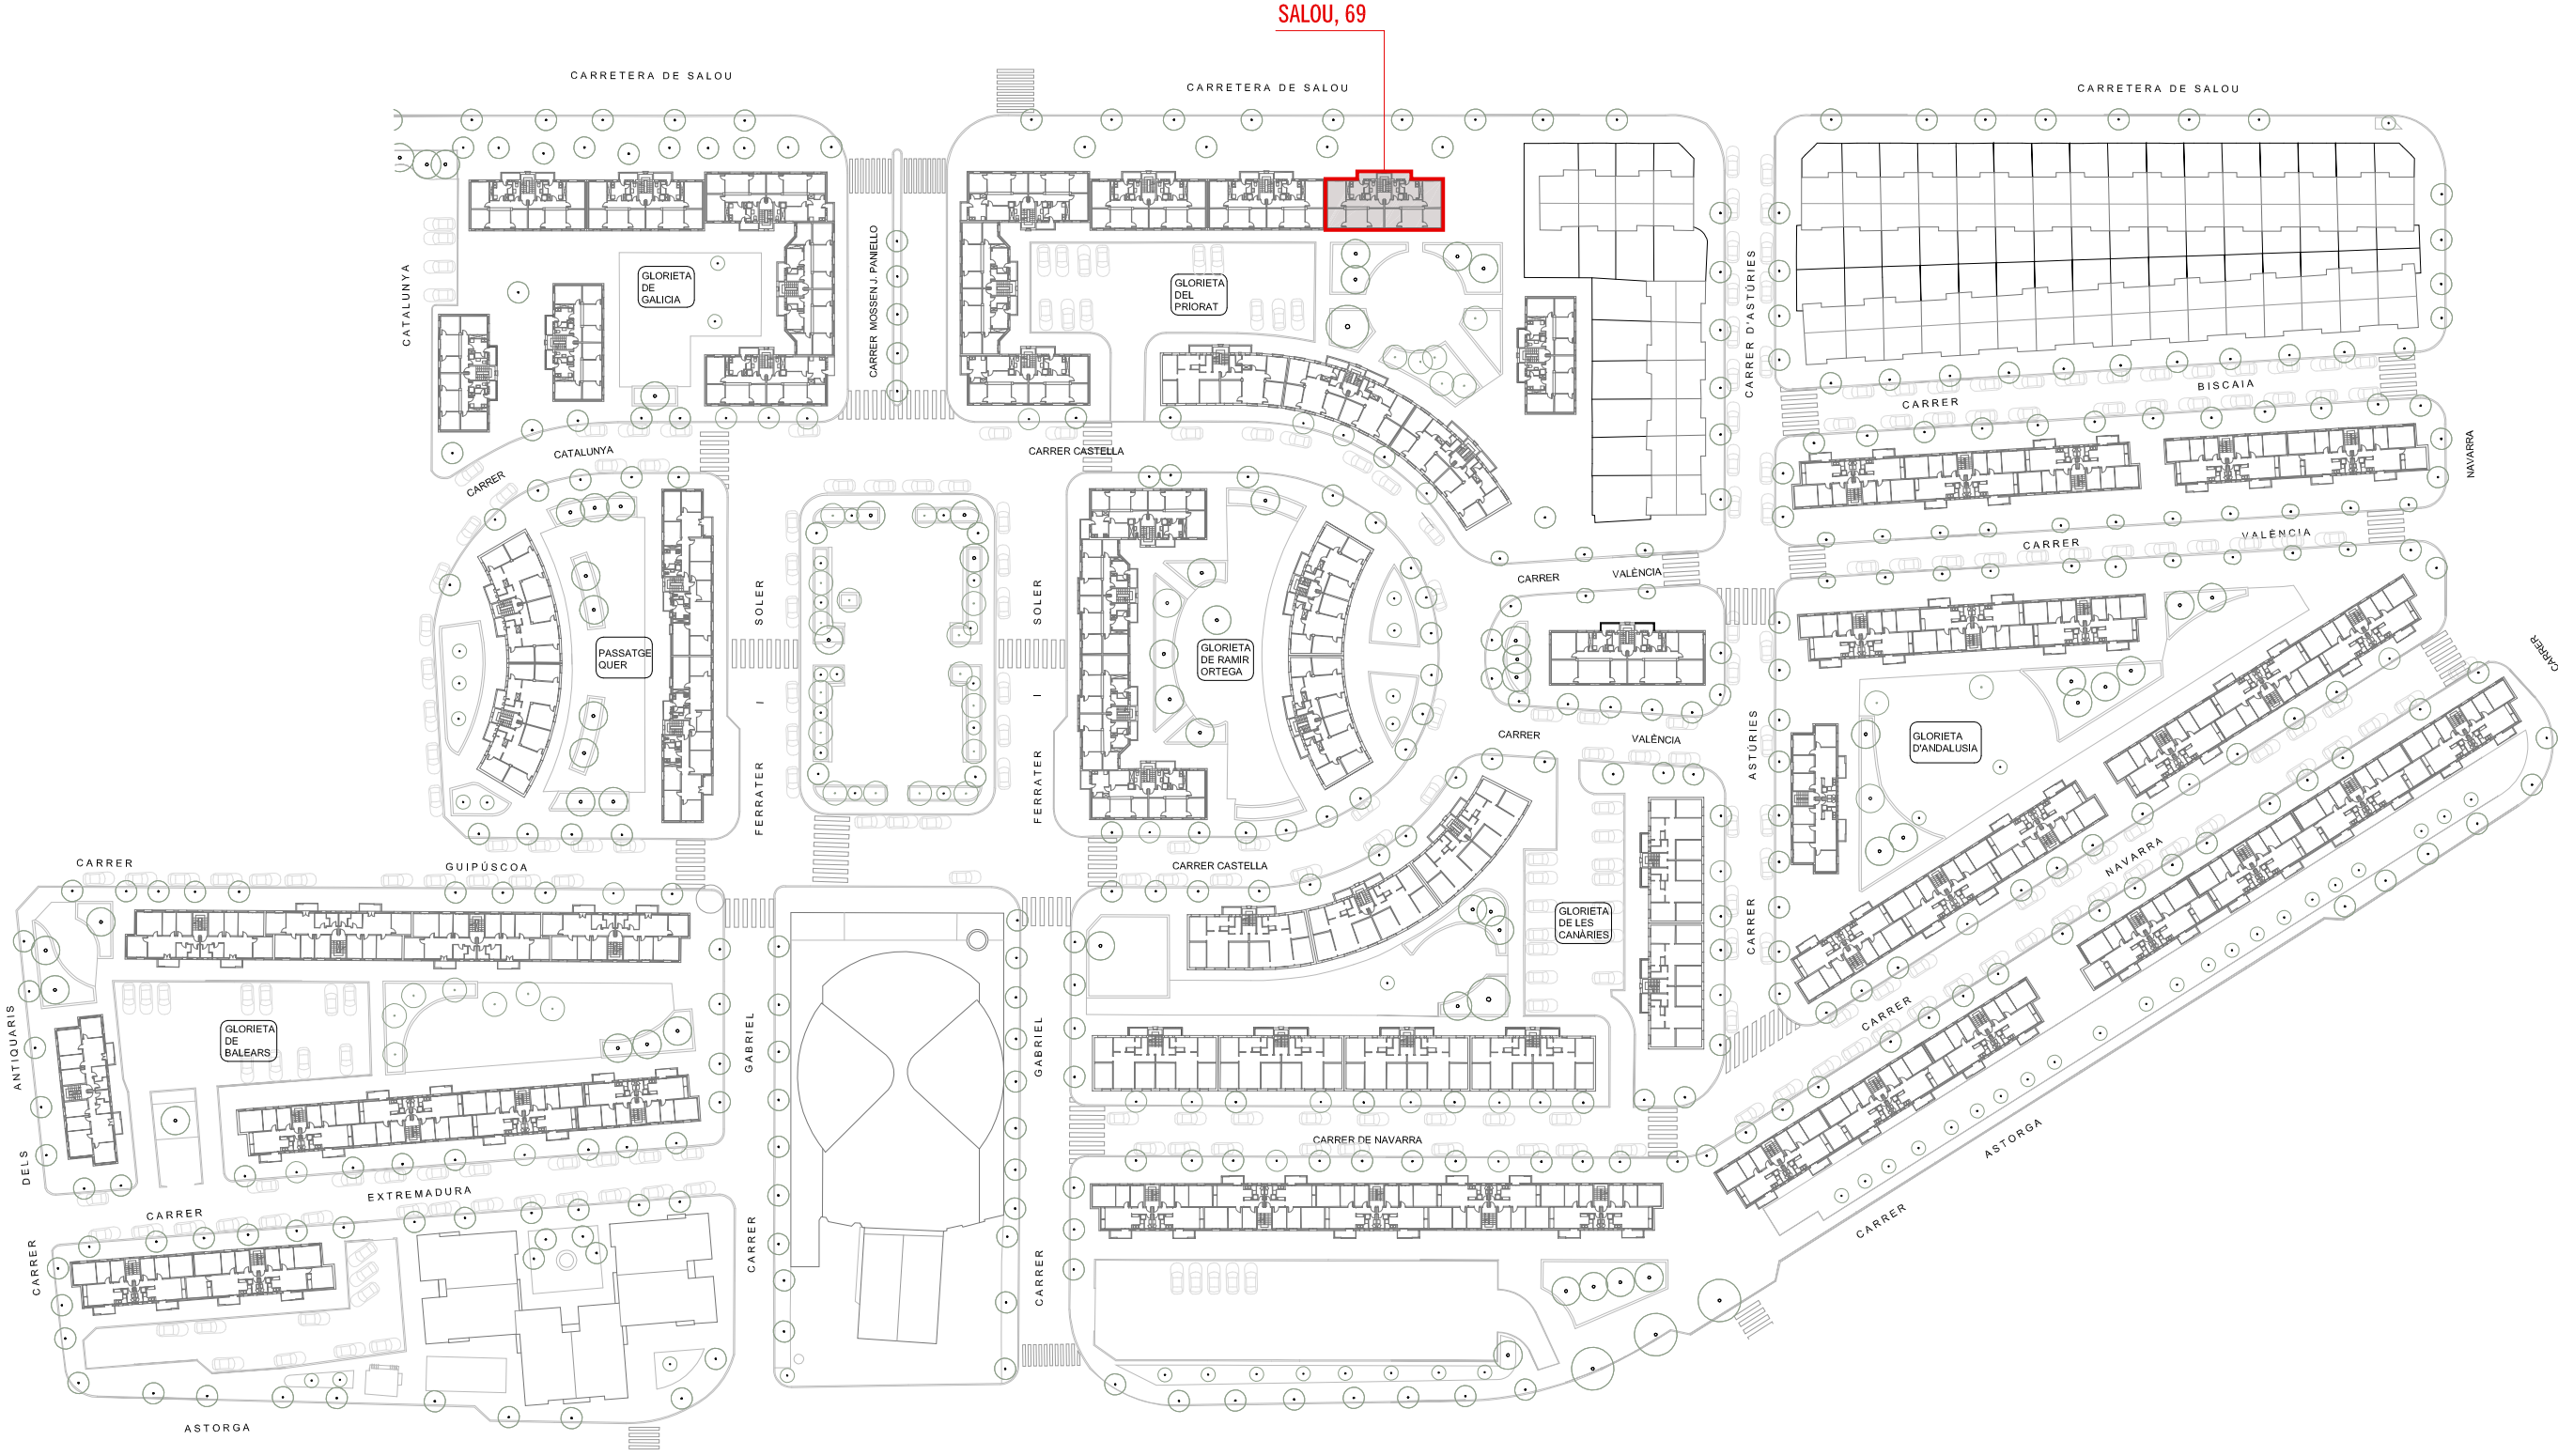 SALOU, 69
CARRETERA DE SALOU
CARRETERA DE SALOU
CARRETERA DE SALOU
CATALUNYA
GLORIETA
DE
GALICIA
CARRER MOSSEN J. PANIELLO
GLORIETA
DEL
PRIORAT
CARRER D'ASTÚRIES
CARRER
BISCAIA
NAVARRA
CARRER
CATALUNYA
CARRER CASTELLA
CARRER
VALÈNCIA
CARRER
VALÈNCIA
PASSATGE
QUER
FERRATER I SOLER
FERRATER I SOLER
GLORIETA
DE RAMIR
ORTEGA
CARRER
VALÈNCIA
ASTÚRIES
GLORIETA
D'ANDALUSIA
CARRER
CARRER
GUIPÚSCOA
CARRER CASTELLA
GLORIETA
DE LES
CANÀRIES
CARRER
CARRER
NAVARRA
CARRER DELS ANTIQUARIS
GLORIETA
DE
BALEARS
CARRER GABRIEL
CARRER GABRIEL
CARRER DE NAVARRA
CARRER
ASTORGA
CARRER
EXTREMADURA
ASTORGA